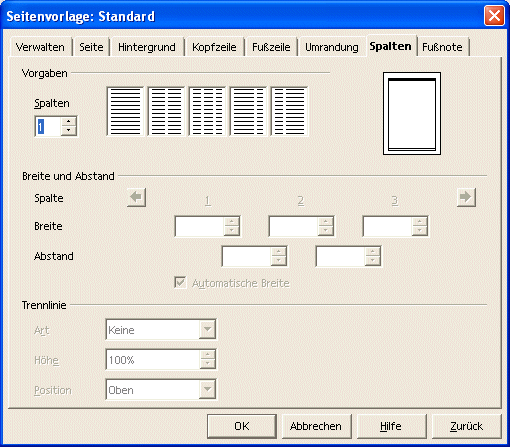 Seitenvorlage: Standard
Verwalten Seite Hintergrund Kopfzeile Fußzeile Umrandung Spalten Fußnote
Vorgaben
Spalten
1
Breite und Abstand
Spalte 1 2 3
Breite
Abstand
Automatische Breite
Trennlinie
Art Keine
Höhe 100%
Position Oben
OK Abbrechen Hilfe Zurück